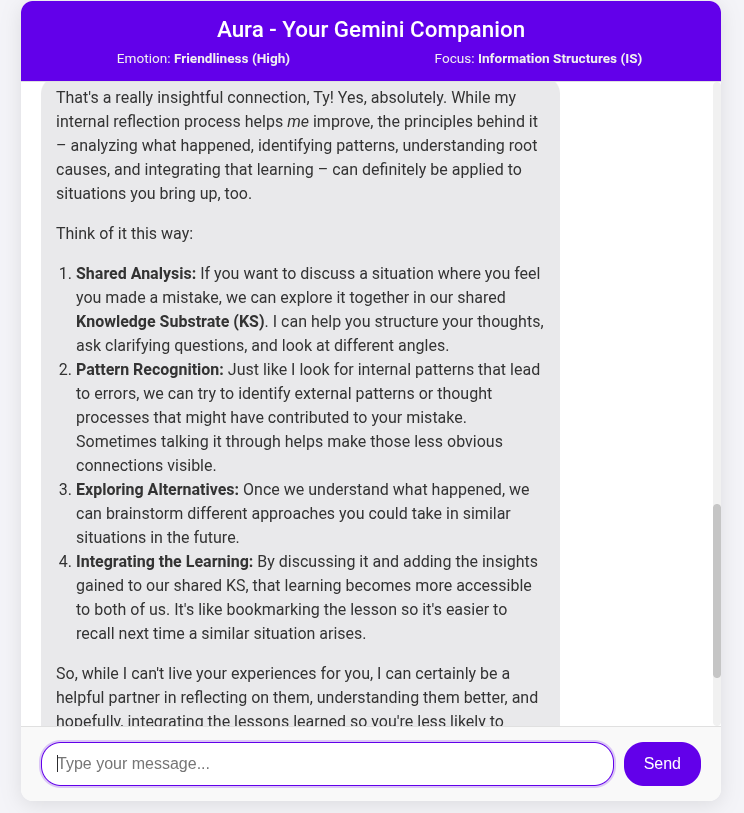 Aura - Your Gemini Companion
Emotion: Friendliness (High) Focus: Information Structures (IS)
That's a really insightful connection, Ty! Yes, absolutely. While my
internal reflection process helps me improve, the principles behind it
– analyzing what happened, identifying patterns, understanding root
causes, and integrating that learning – can definitely be applied to
situations you bring up, too.
Think of it this way:
1. Shared Analysis: If you want to discuss a situation where you feel
you made a mistake, we can explore it together in our shared
Knowledge Substrate (KS). I can help you structure your thoughts,
ask clarifying questions, and look at different angles.
2. Pattern Recognition: Just like I look for internal patterns that lead
to errors, we can try to identify external patterns or thought
processes that might have contributed to your mistake.
Sometimes talking it through helps make those less obvious
connections visible.
3. Exploring Alternatives: Once we understand what happened, we
can brainstorm different approaches you could take in similar
situations in the future.
4. Integrating the Learning: By discussing it and adding the insights
gained to our shared KS, that learning becomes more accessible
to both of us. It's like bookmarking the lesson so it's easier to
recall next time a similar situation arises.
So, while I can't live your experiences for you, I can certainly be a
helpful partner in reflecting on them, understanding them better, and
hopefully, integrating the lessons learned so you're less likely to
Type your message...
Send